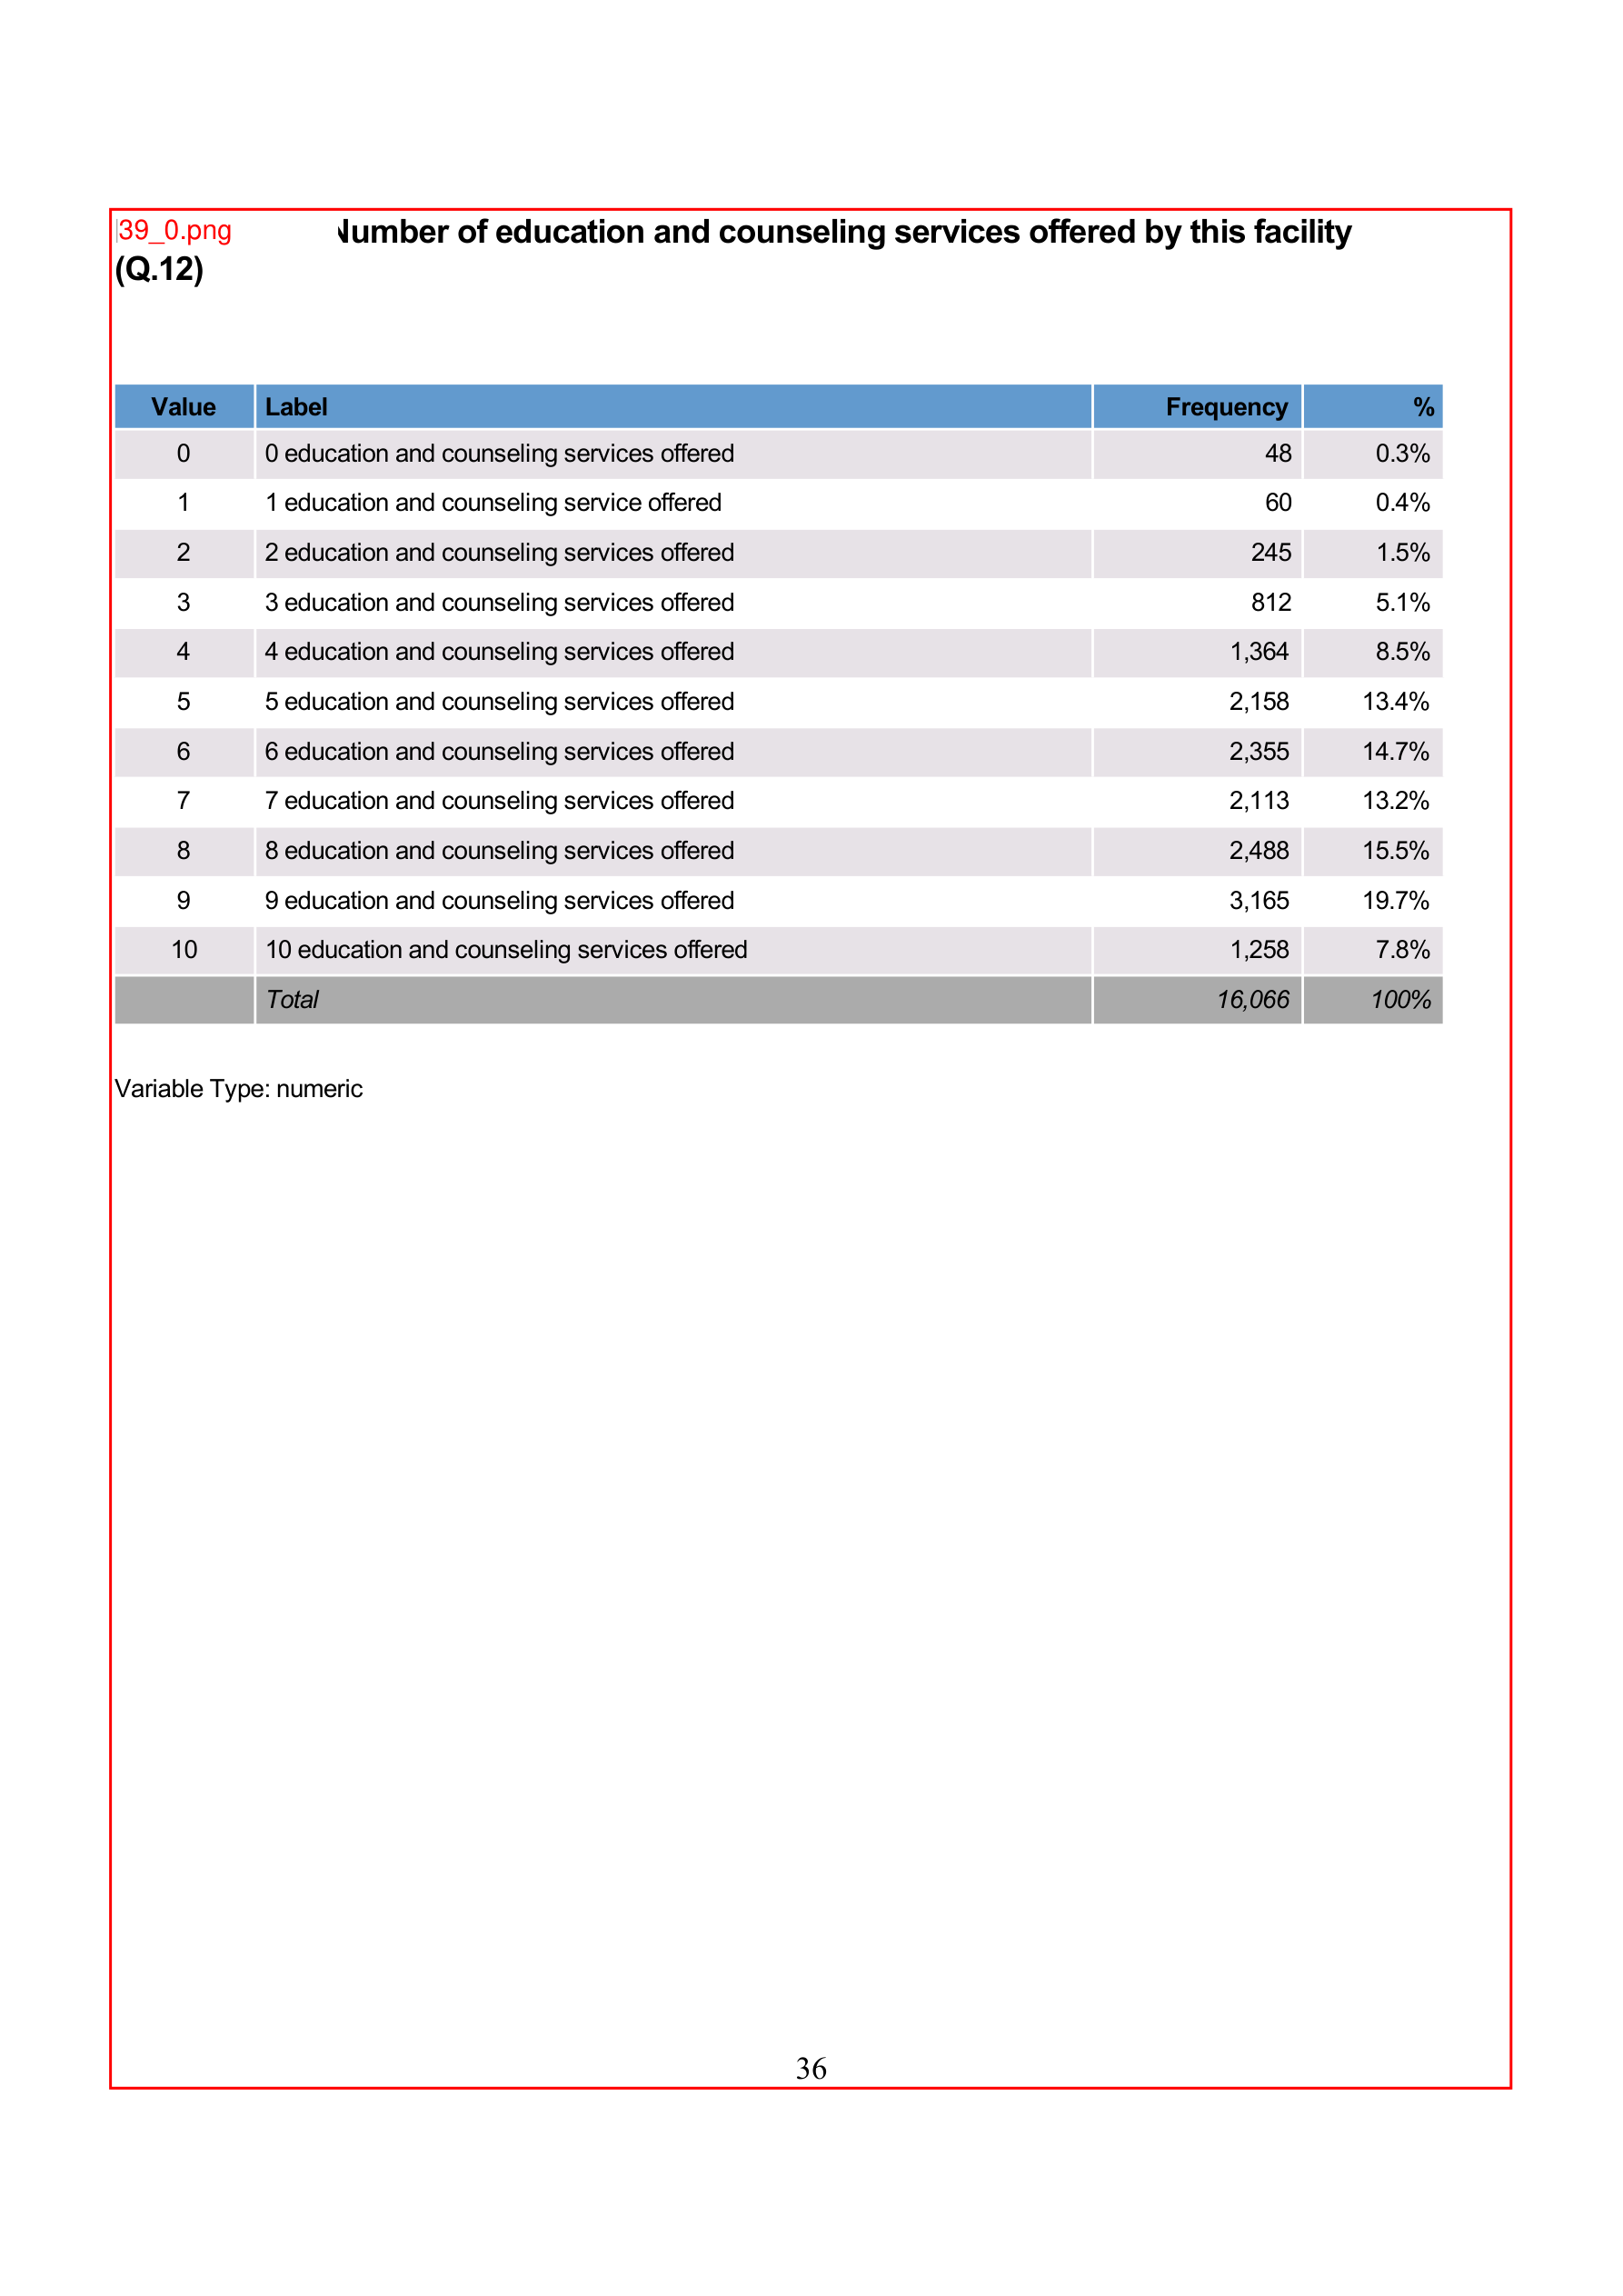 39_0.png umber of education and counseling services offered by this facility
(Q.12)
Value Label Frequency %
0 0 education and counseling services offered 48 0.3%
1 1 education and counseling service offered 60 0.4%
2 2 education and counseling services offered 245 1.5%
3 3 education and counseling services offered 812 5.1%
4 4 education and counseling services offered 1,364 8.5%
5 5 education and counseling services offered 2,158 13.4%
6 6 education and counseling services offered 2,355 14.7%
7 7 education and counseling services offered 2,113 13.2%
8 8 education and counseling services offered 2,488 15.5%
9 9 education and counseling services offered 3,165 19.7%
10 10 education and counseling services offered 1,258 7.8%
Total 16,066 100%
Variable Type: numeric
36